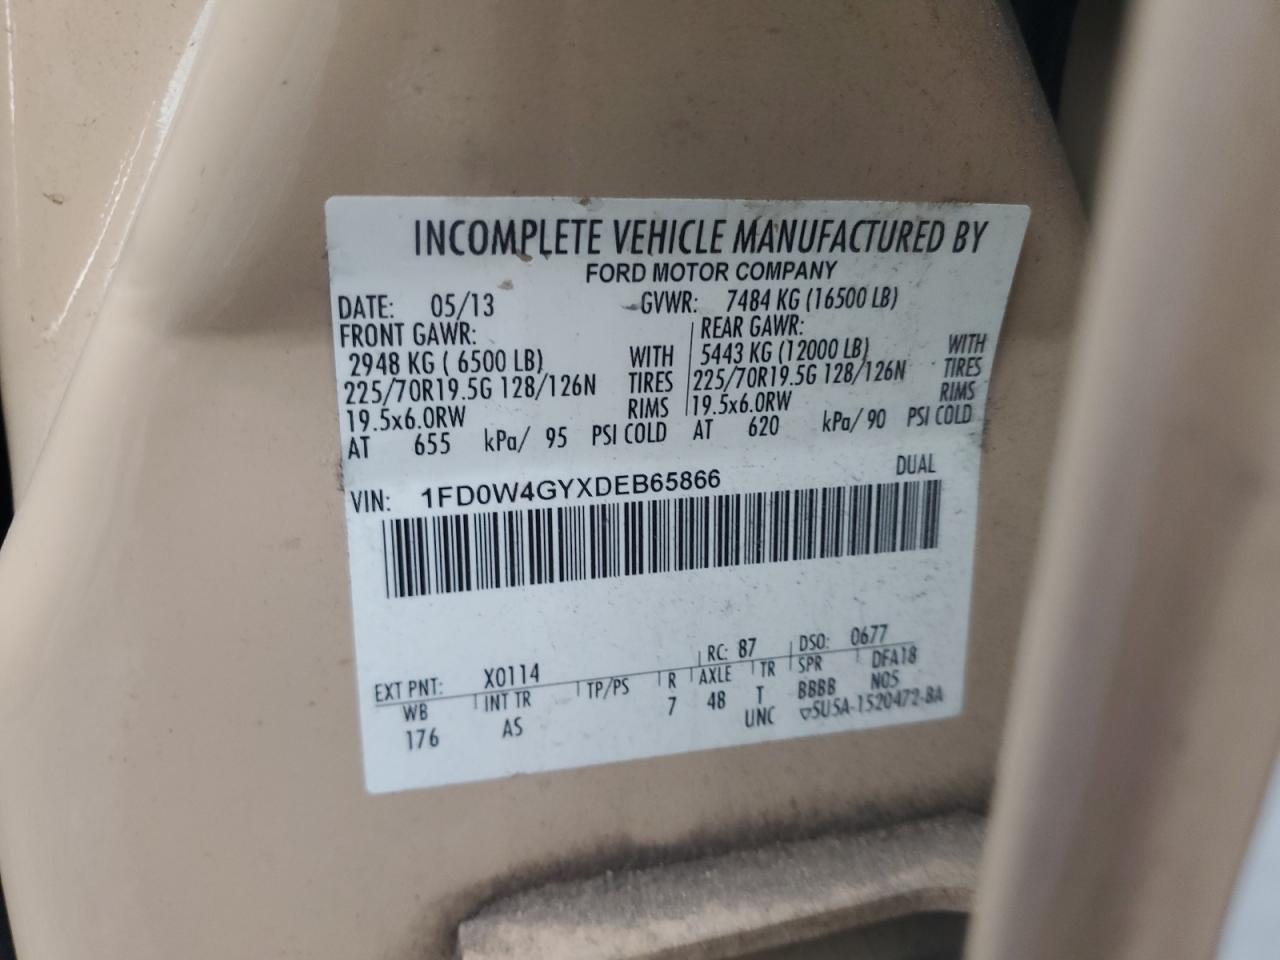 INCOMPLETE VEHICLE MANUFACTURED BY
FORD MOTOR COMPANY
DATE: 05/13 GVWR: 7484 KG (16500 LB)
FRONT GAWR: REAR GAWR:
2948 KG ( 6500 LB) WITH 5443 KG (12000 LB) WITH
225/70R19.5G 128/126N TIRES 225/70R19.5G 128/126N TIRES
19.5x6.0RW RIMS 19.5x6.0RW RIMS
AT 655 kPa/ 95 PSI COLD AT 620 kPa/ 90 PSI COLD
VIN: 1FD0W4GYXDEB65866 DUAL
EXT PNT: X0114 RC: 87 DSO: 0677
WB INT TR TP/PS R AXLE TR SPR DFA18
176 AS 7 48 T BBBB N05
UNC ▽5U5A-1520472-BA